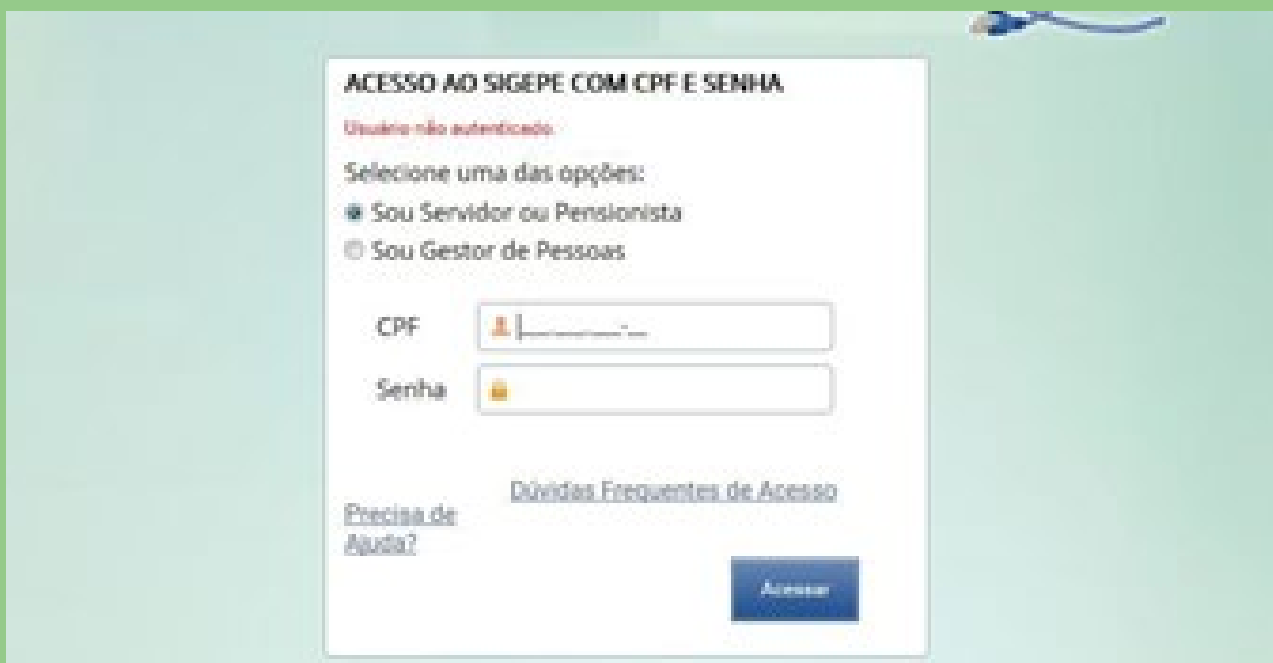 ACESSO AO SIGEPE COM CPF E SENHA
Usuário não autenticado.
Selecione uma das opções:
Sou Servidor ou Pensionista
Sou Gestor de Pessoas
CPF
Senha
Dúvidas Frequentes de Acesso
Precisa de
Ajuda?
Acessar